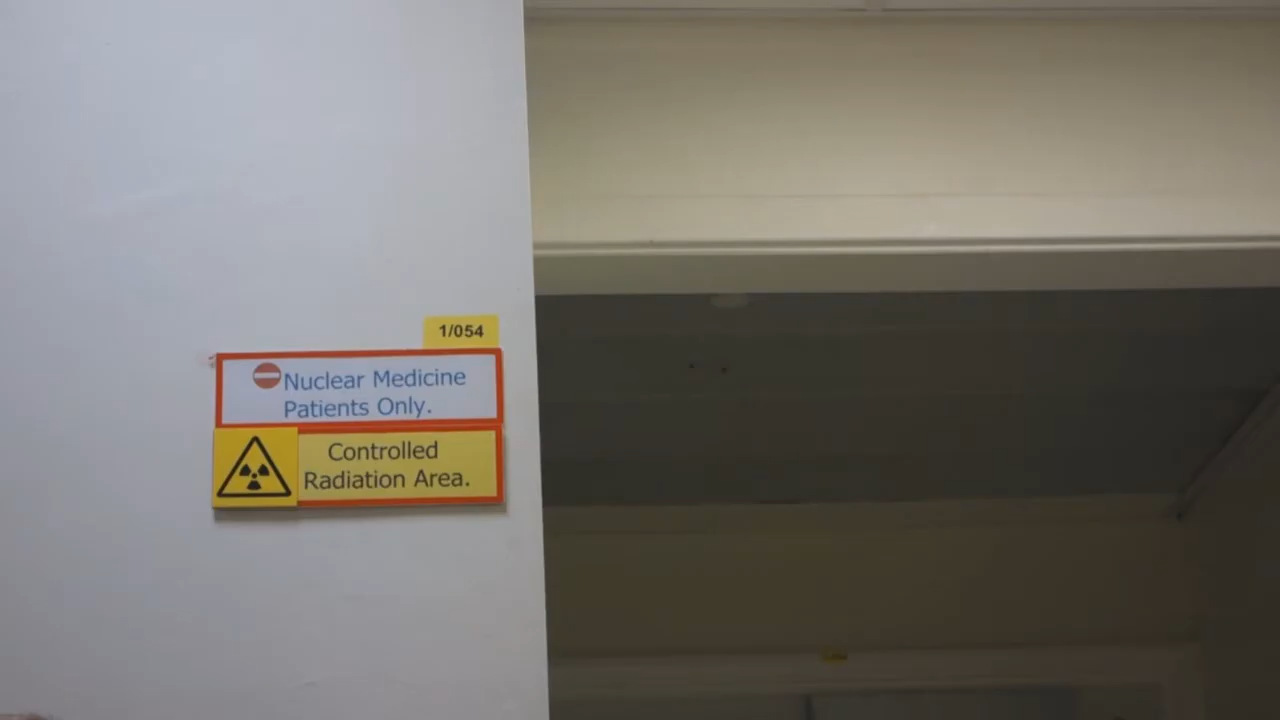 1/054
Nuclear Medicine
Patients Only.
Controlled
Radiation Area.